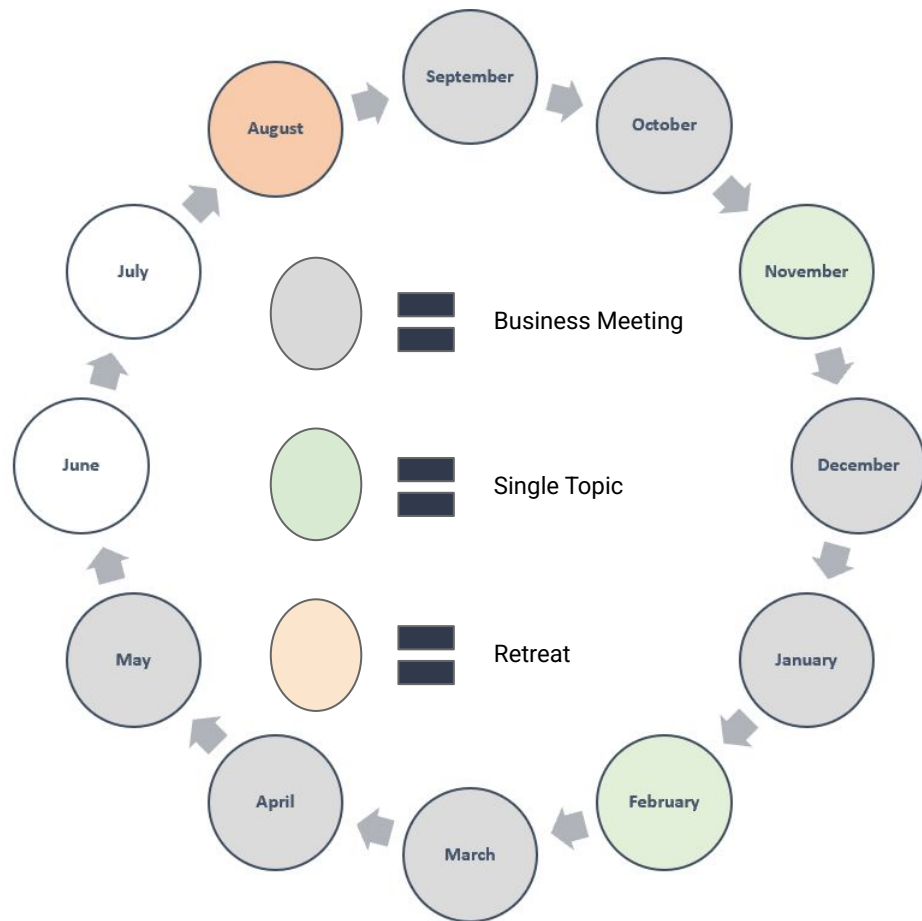 September
October
November
December
January
February
March
April
May
June
July
August
Business Meeting
Single Topic
Retreat